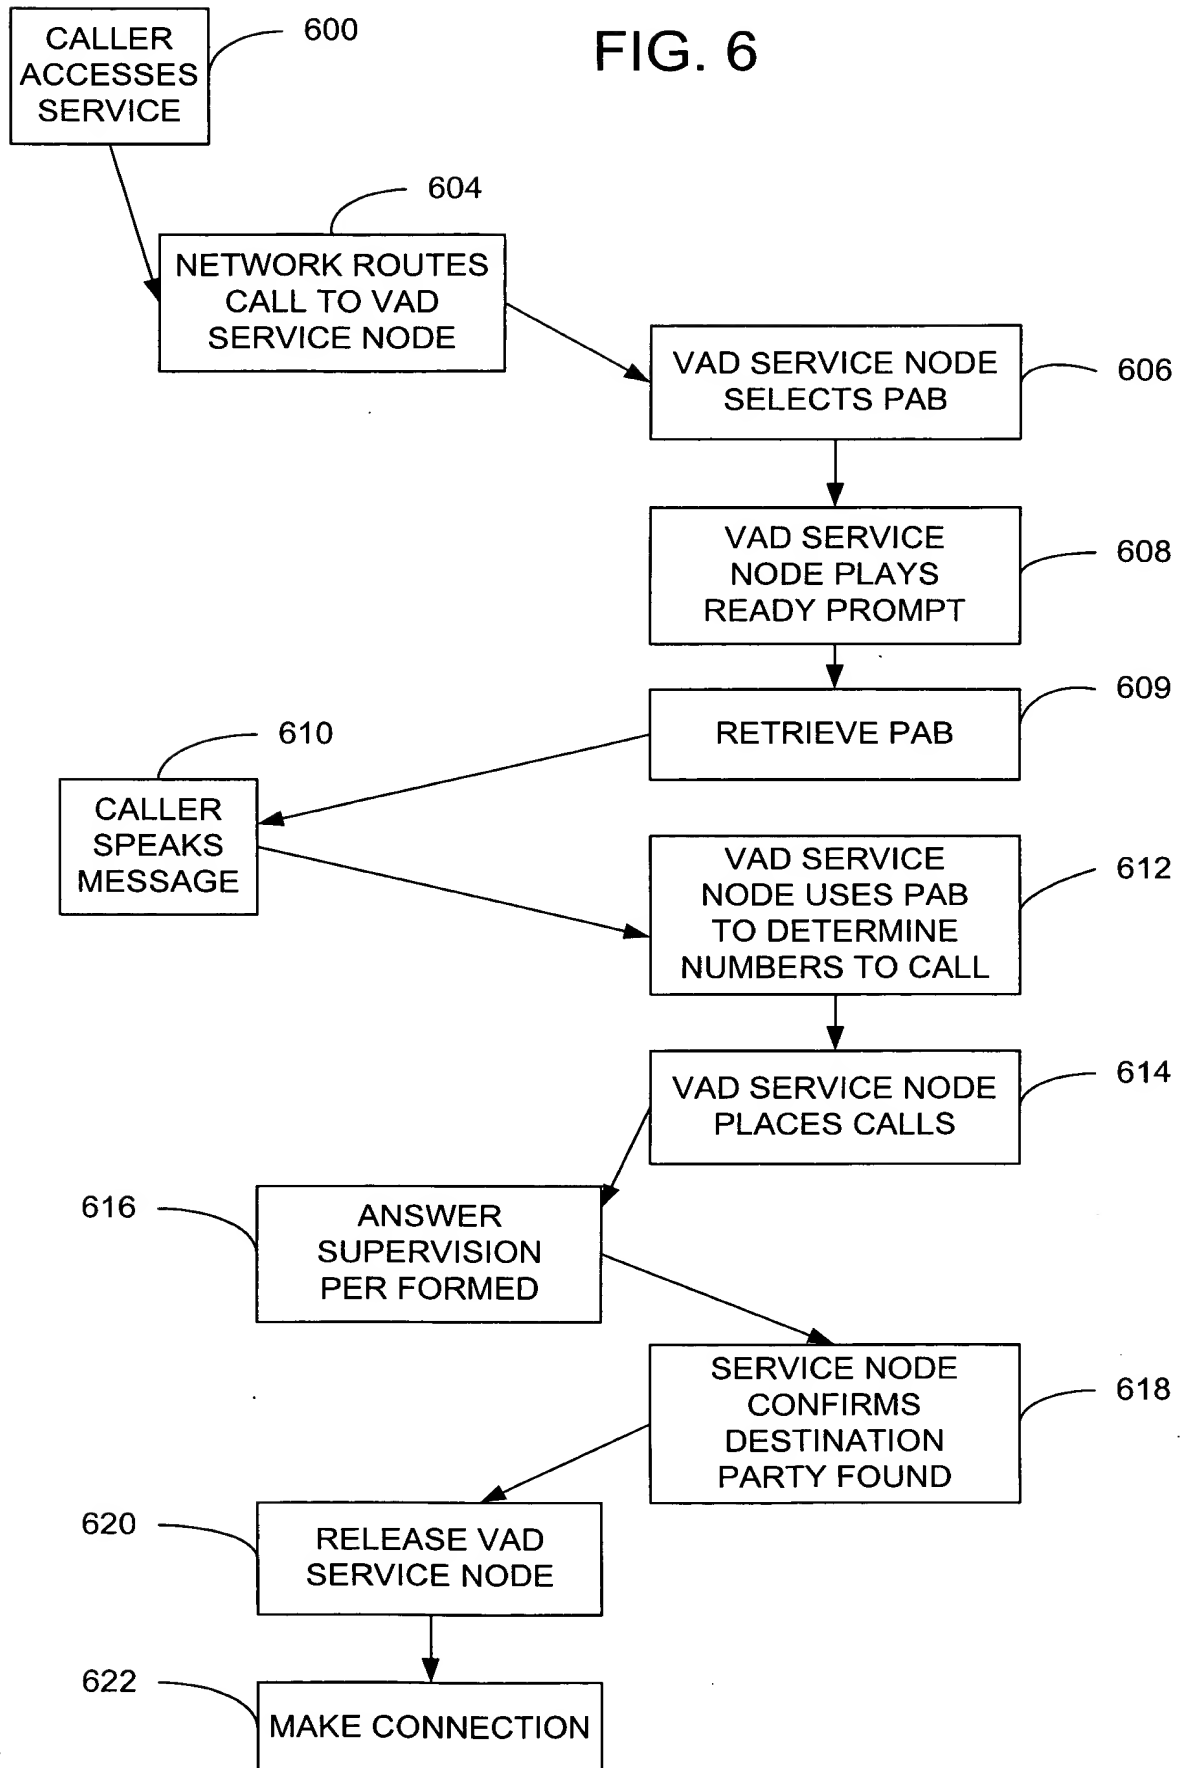 FIG. 6
600
CALLER
ACCESSES
SERVICE
604
NETWORK ROUTES
CALL TO VAD
SERVICE NODE
606
VAD SERVICE NODE
SELECTS PAB
608
VAD SERVICE
NODE PLAYS
READY PROMPT
609
RETRIEVE PAB
610
CALLER
SPEAKS
MESSAGE
612
VAD SERVICE
NODE USES PAB
TO DETERMINE
NUMBERS TO CALL
614
VAD SERVICE NODE
PLACES CALLS
616
ANSWER
SUPERVISION
PER FORMED
618
SERVICE NODE
CONFIRMS
DESTINATION
PARTY FOUND
620
RELEASE VAD
SERVICE NODE
622
MAKE CONNECTION